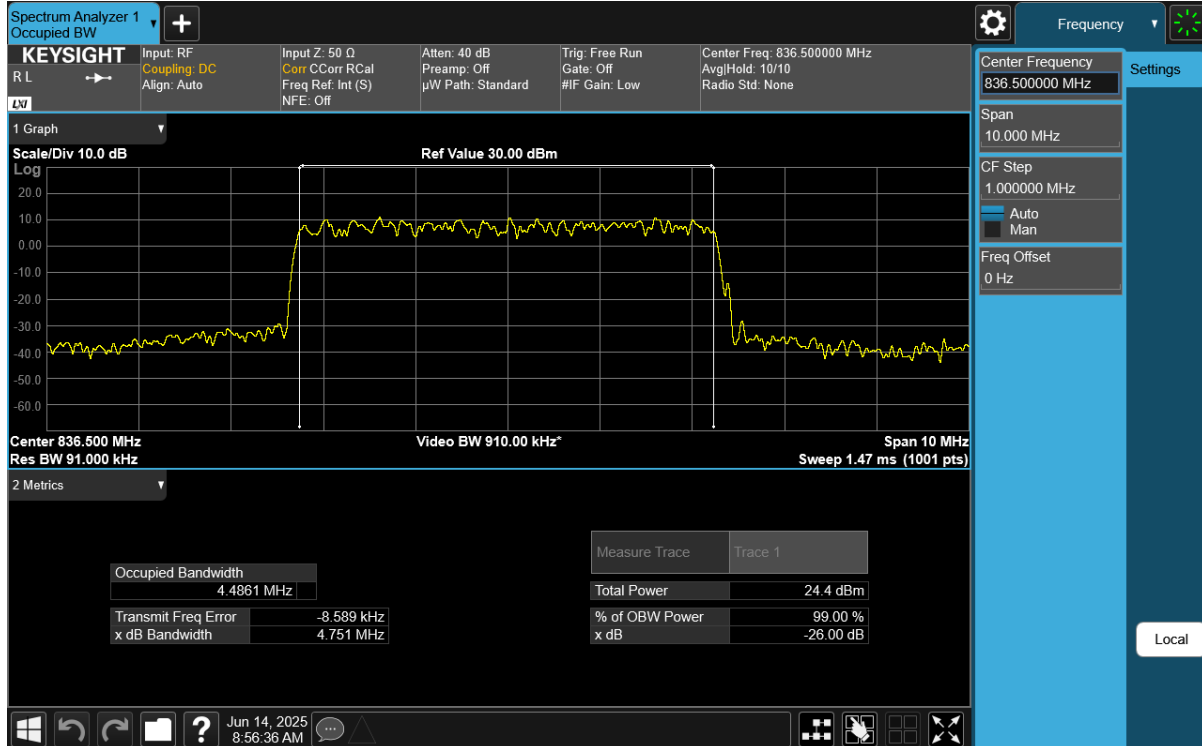 Spectrum Analyzer 1
Occupied BW
Frequency
KEYSIGHT
R L
LXI
Input: RF
Coupling: DC
Align: Auto
Input Z: 50 Ω
Corr CCorr RCal
Freq Ref: Int (S)
NFE: Off
Atten: 40 dB
Preamp: Off
µW Path: Standard
Trig: Free Run
Gate: Off
#IF Gain: Low
Center Freq: 836.500000 MHz
Avg|Hold: 10/10
Radio Std: None
Center Frequency
836.500000 MHz
Settings
Span
10.000 MHz
CF Step
1.000000 MHz
Auto
Man
Freq Offset
0 Hz
1 Graph
Scale/Div 10.0 dB
Ref Value 30.00 dBm
Log
20.0
10.0
0.00
-10.0
-20.0
-30.0
-40.0
-50.0
-60.0
Center 836.500 MHz
Video BW 910.00 kHz*
Span 10 MHz
Res BW 91.000 kHz
Sweep 1.47 ms (1001 pts)
2 Metrics
Measure Trace Trace 1
Occupied Bandwidth
4.4861 MHz
Total Power 24.4 dBm
Transmit Freq Error -8.589 kHz
% of OBW Power 99.00 %
x dB Bandwidth 4.751 MHz
x dB -26.00 dB
Local
?
Jun 14, 2025
8:56:36 AM